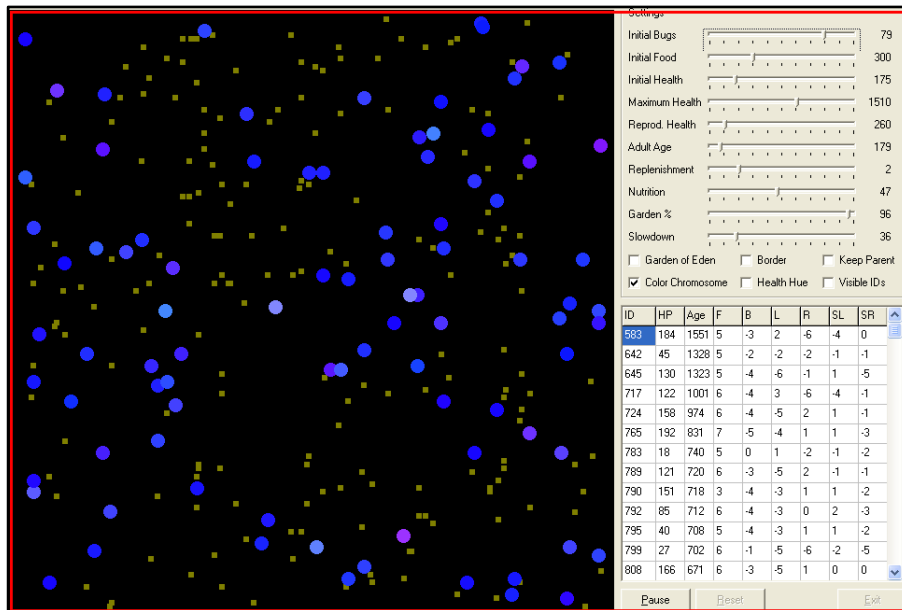 Settings
Initial Bugs 79
Initial Food 300
Initial Health 175
Maximum Health 1510
Reprod. Health 260
Adult Age 179
Replenishment 2
Nutrition 47
Garden % 96
Slowdown 36
Garden of Eden Border Keep Parent
Color Chromosome Health Hue Visible IDs
ID HP Age F B L R SL SR
583 184 1551 5 -3 2 -6 -4 0
642 45 1328 5 -2 -2 -2 -1 -1
645 130 1323 5 -4 -6 -1 1 -5
717 122 1001 6 -4 3 -6 -4 -1
724 158 974 6 -4 -5 2 1 -1
765 192 831 7 -5 -4 1 1 -3
783 18 740 5 0 1 -2 -1 -2
789 121 720 6 -3 -5 2 -1 -1
790 151 718 3 -4 -3 1 1 -2
792 85 712 6 -4 -3 0 2 -3
795 40 708 5 -4 -3 1 1 -2
799 27 702 6 -1 -5 -6 -2 -5
808 166 671 6 -3 -5 1 0 0
Pause Reset Exit